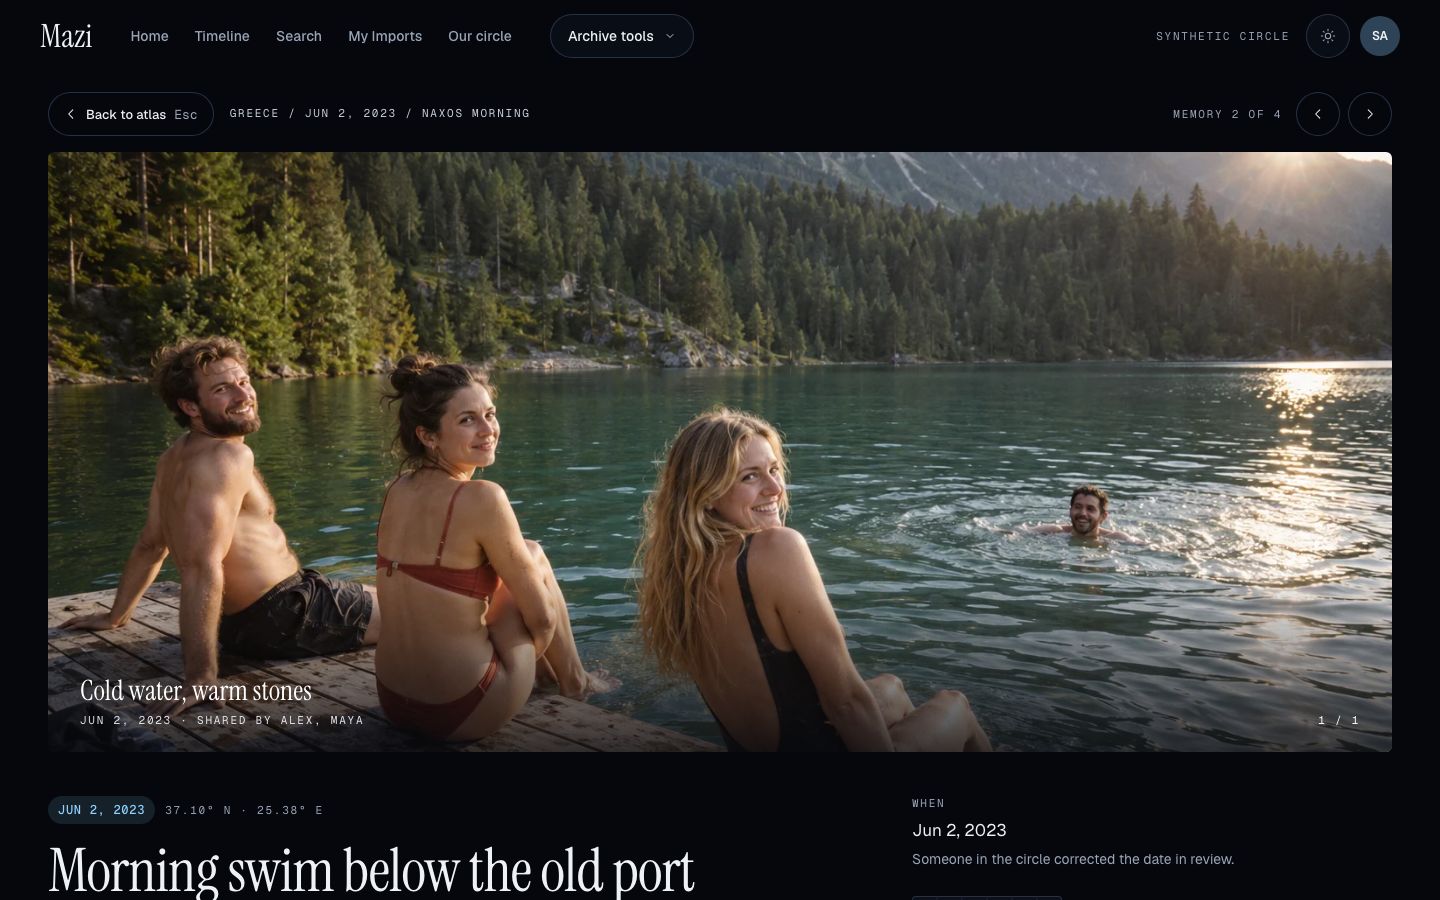 Mazi
Home
Timeline
Search
My Imports
Our circle
Archive tools
SYNTHETIC CIRCLE
SA
Back to atlas Esc
GREECE / JUN 2, 2023 / NAXOS MORNING
MEMORY 2 OF 4
Cold water, warm stones
JUN 2, 2023 · SHARED BY ALEX, MAYA
1 / 1
JUN 2, 2023
37.10° N · 25.38° E
Morning swim below the old port
WHEN
Jun 2, 2023
Someone in the circle corrected the date in review.